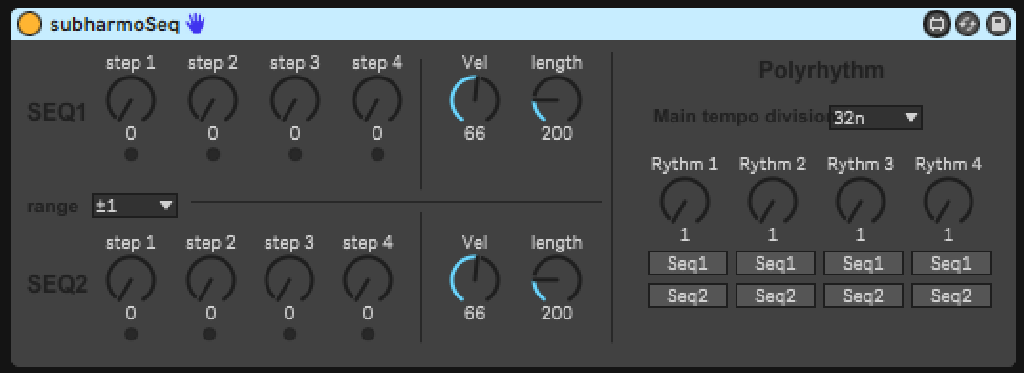 subharmoSeq
step 1 step 2 step 3 step 4 Vel length
Polyrhythm
SEQ1
0 0 0 0 66 200
Main tempo division 32n
Rythm 1 Rythm 2 Rythm 3 Rythm 4
range ±1
1 1 1 1
step 1 step 2 step 3 step 4 Vel length
Seq1 Seq1 Seq1 Seq1
SEQ2
Seq2 Seq2 Seq2 Seq2
0 0 0 0 66 200